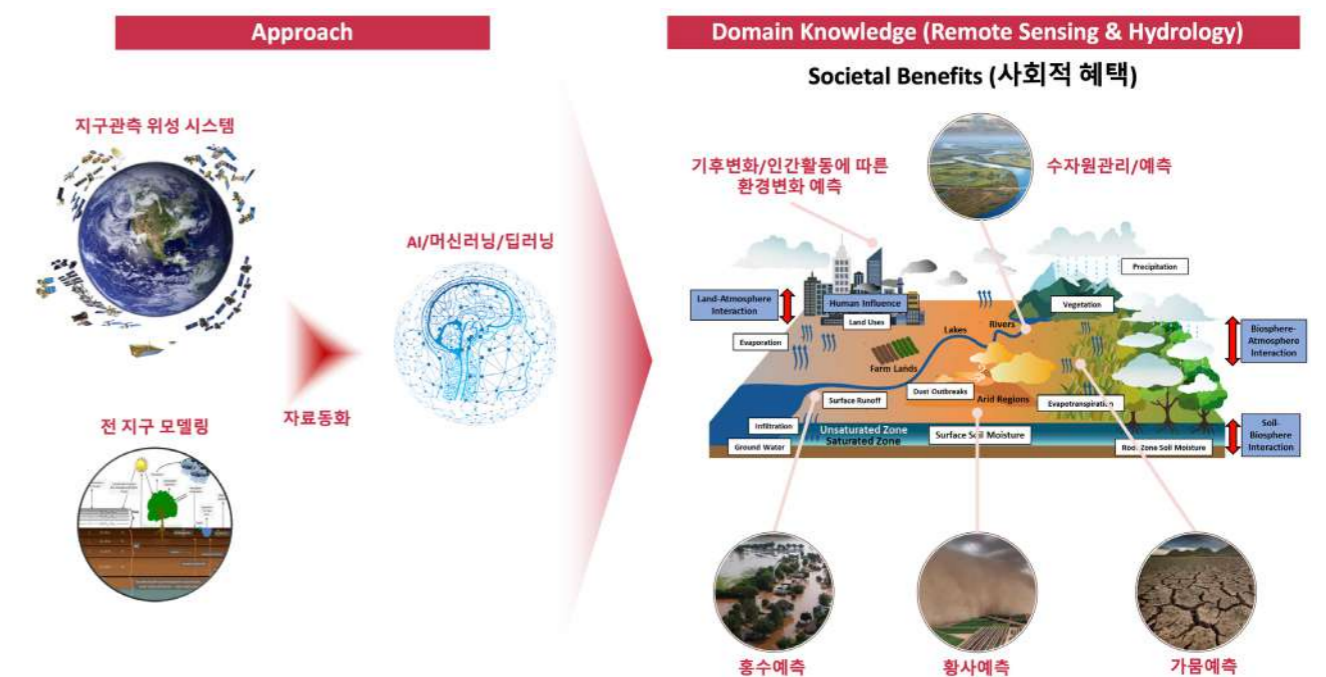 Approach
지구관측 위성 시스템
AI/머신러닝/딥러닝
자료동화
전 지구 모델링
Domain Knowledge (Remote Sensing & Hydrology)
Societal Benefits (사회적 혜택)
기후변화/인간활동에 따른
환경변화 예측
수자원관리/예측
Precipitation
Land-Atmosphere
Interaction
Human Influence
Land Uses
Vegetation
Evaporation
Lakes
Rivers
Biosphere-
Atmosphere
Interaction
Farm Lands
Dust Outbreaks
Arid Regions
Surface Runoff
Evapotranspiration
Infiltration
Unsaturated Zone
Saturated Zone
Ground Water
Surface Soil Moisture
Root Zone Soil Moisture
Soil-
Biosphere
Interaction
홍수예측
황사예측
가뭄예측